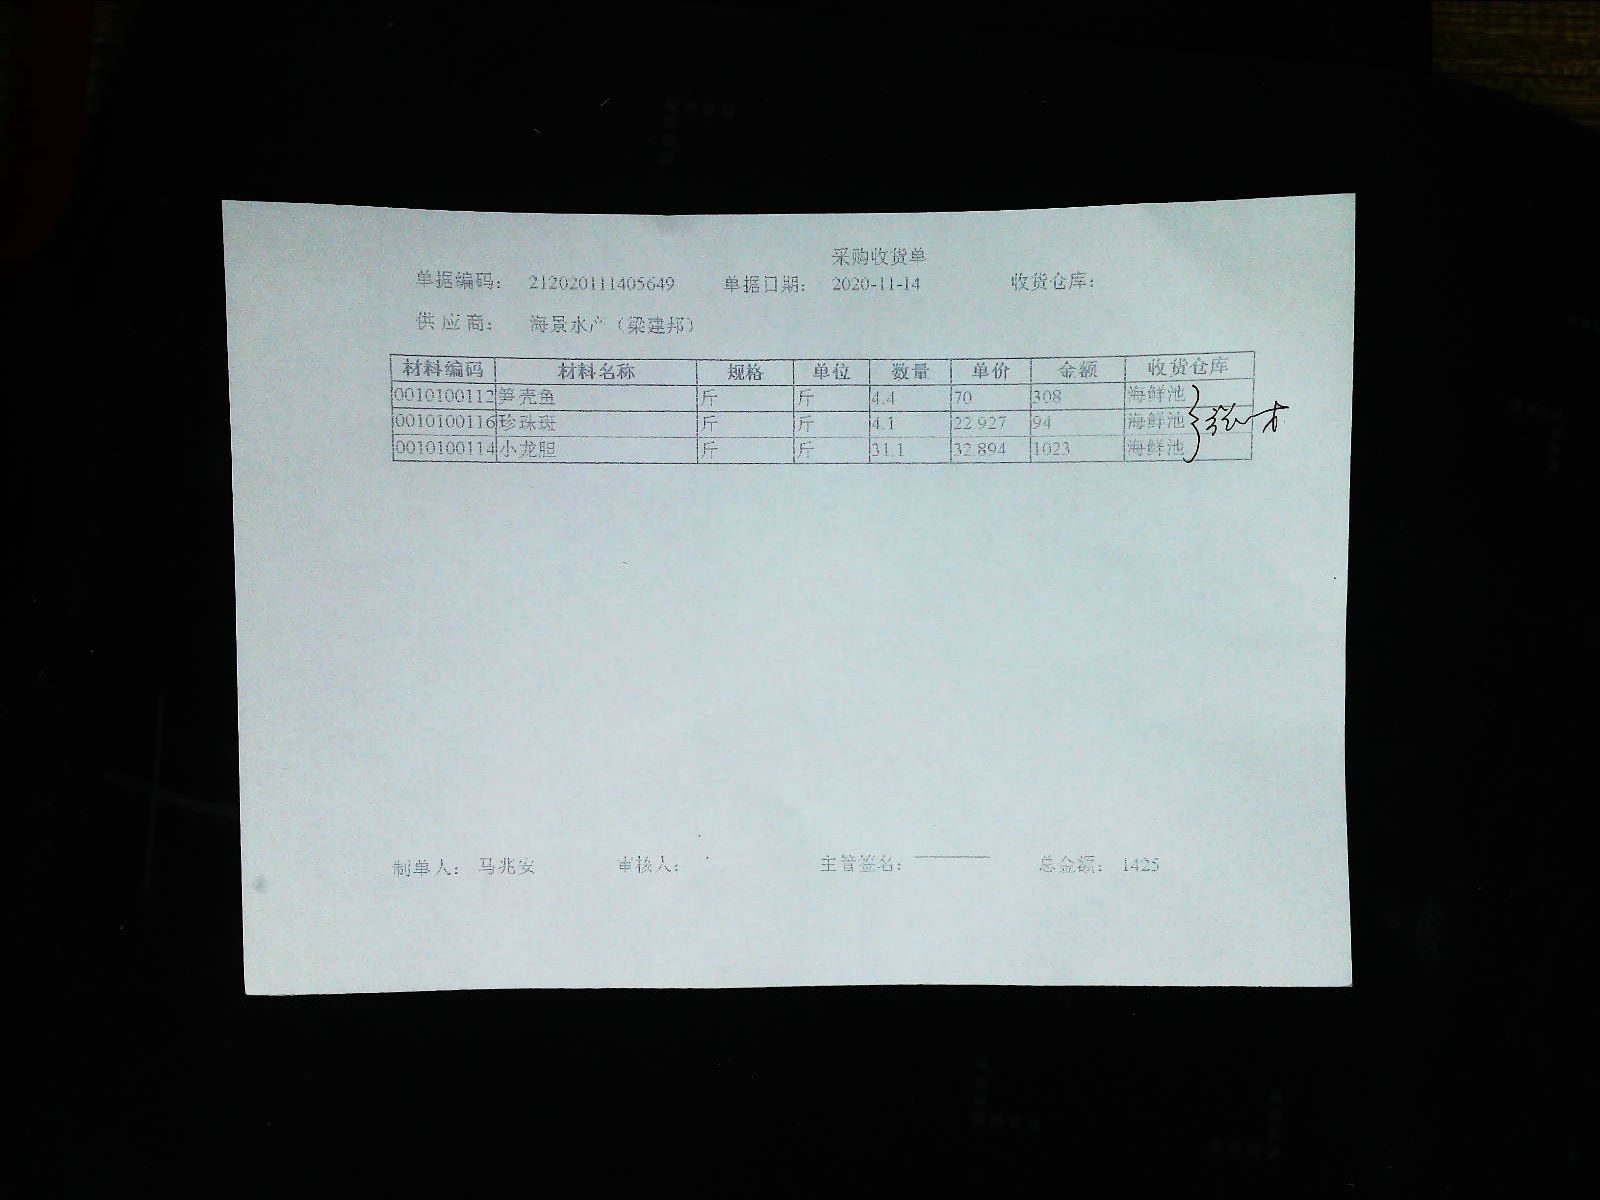 采购收货单
单据编码： 212020111405649 单据日期： 2020-11-14 收货仓库：
供应商： 海景水产（梁建邦）
材料编码 材料名称 规格 单位 数量 单价 金额 收货仓库
0010100112 笋壳鱼 斤 斤 4.4 70 308 海鲜池
0010100116 珍珠斑 斤 斤 4.1 22.927 94 海鲜池
0010100114 小龙胆 斤 斤 31.1 32.894 1023 海鲜池
制单人： 马兆安 审核人： 主管签名： 总金额： 1425